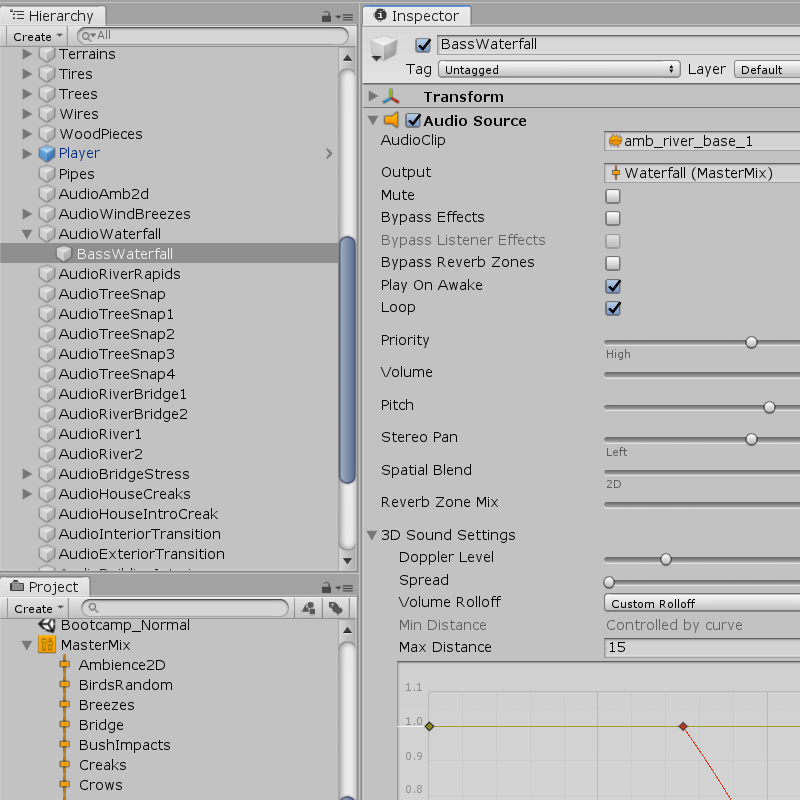 Hierarchy
Create
All
Terrains
Tires
Trees
Wires
WoodPieces
Player
Pipes
AudioAmb2d
AudioWindBreezes
AudioWaterfall
BassWaterfall
AudioRiverRapids
AudioTreeSnap
AudioTreeSnap1
AudioTreeSnap2
AudioTreeSnap3
AudioTreeSnap4
AudioRiverBridge1
AudioRiverBridge2
AudioRiver1
AudioRiver2
AudioBridgeStress
AudioHouseCreaks
AudioHouseIntroCreak
AudioInteriorTransition
AudioExteriorTransition
Project
Create
Bootcamp_Normal
MasterMix
Ambience2D
BirdsRandom
Breezes
Bridge
BushImpacts
Creaks
Crows
Inspector
BassWaterfall
Tag Untagged Layer Default
Transform
Audio Source
AudioClip amb_river_base_1
Output Waterfall (MasterMix)
Mute
Bypass Effects
Bypass Listener Effects
Bypass Reverb Zones
Play On Awake
Loop
Priority
High
Volume
Pitch
Stereo Pan
Left
Spatial Blend
2D
Reverb Zone Mix
3D Sound Settings
Doppler Level
Spread
Volume Rolloff Custom Rolloff
Min Distance Controlled by curve
Max Distance 15
1.1
1.0
0.9
0.8